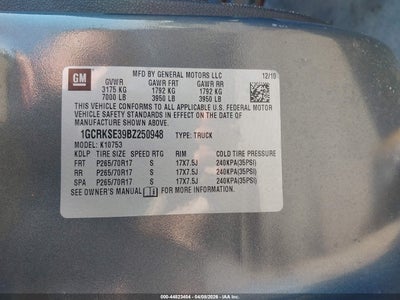 GM
MFD BY GENERAL MOTORS LLC 12/10
GVWR GAWR FRT GAWR RR
3175 KG 1792 KG 1792 KG
7000 LB 3950 LB 3950 LB
THIS VEHICLE CONFORMS TO ALL APPLICABLE U.S. FEDERAL MOTOR
VEHICLE SAFETY STANDARDS IN EFFECT ON THE DATE OF
MANUFACTURE SHOWN ABOVE.
1GCRKSE39BZ250948 TYPE: TRUCK
MODEL: K10753
KDLP TIRE SIZE SPEED RTG RIM COLD TIRE PRESSURE
FRT P265/70R17 S 17X7.5J 240KPA(35PSI)
RR P265/70R17 S 17X7.5J 240KPA(35PSI)
SPA P265/70R17 S 17X7.5J 240KPA(35PSI)
SEE OWNER'S MANUAL FOR MORE INFORMATION.
© IAA: 000-44823484 - 04/08/2026 - 0